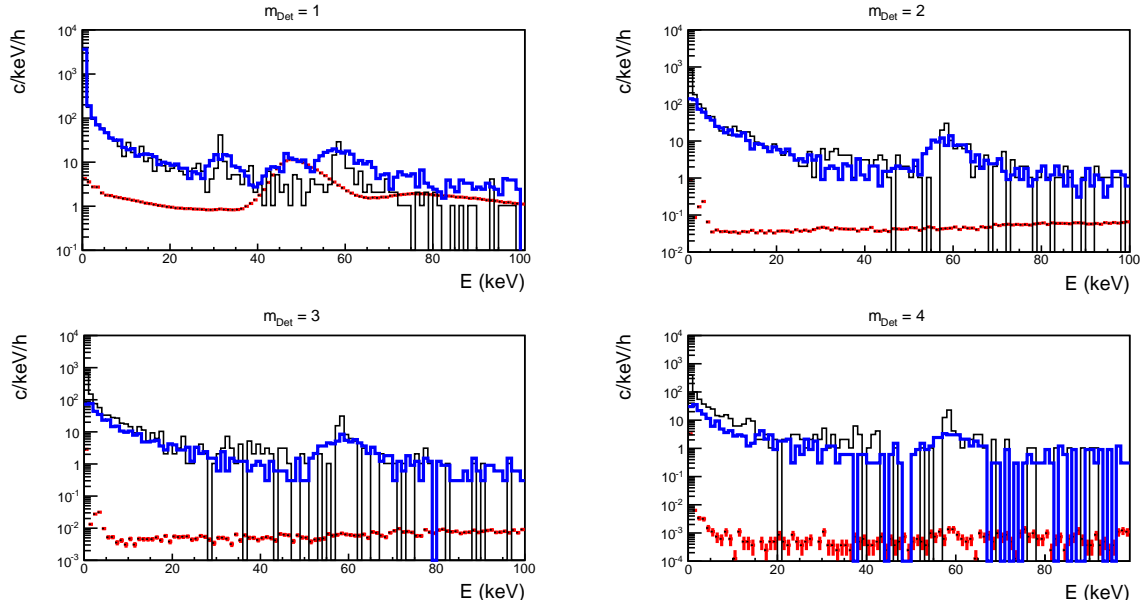 m_Det = 1
c/keV/h
10^4
10^3
10^2
10
1
10^-1
0 20 40 60 80 100
E (keV)
m_Det = 2
c/keV/h
10^4
10^3
10^2
10
1
10^-1
10^-2
0 20 40 60 80 100
E (keV)
m_Det = 3
c/keV/h
10^4
10^3
10^2
10
1
10^-1
10^-2
10^-3
0 20 40 60 80 100
E (keV)
m_Det = 4
c/keV/h
10^4
10^3
10^2
10
1
10^-1
10^-2
10^-3
10^-4
0 20 40 60 80
E (keV)